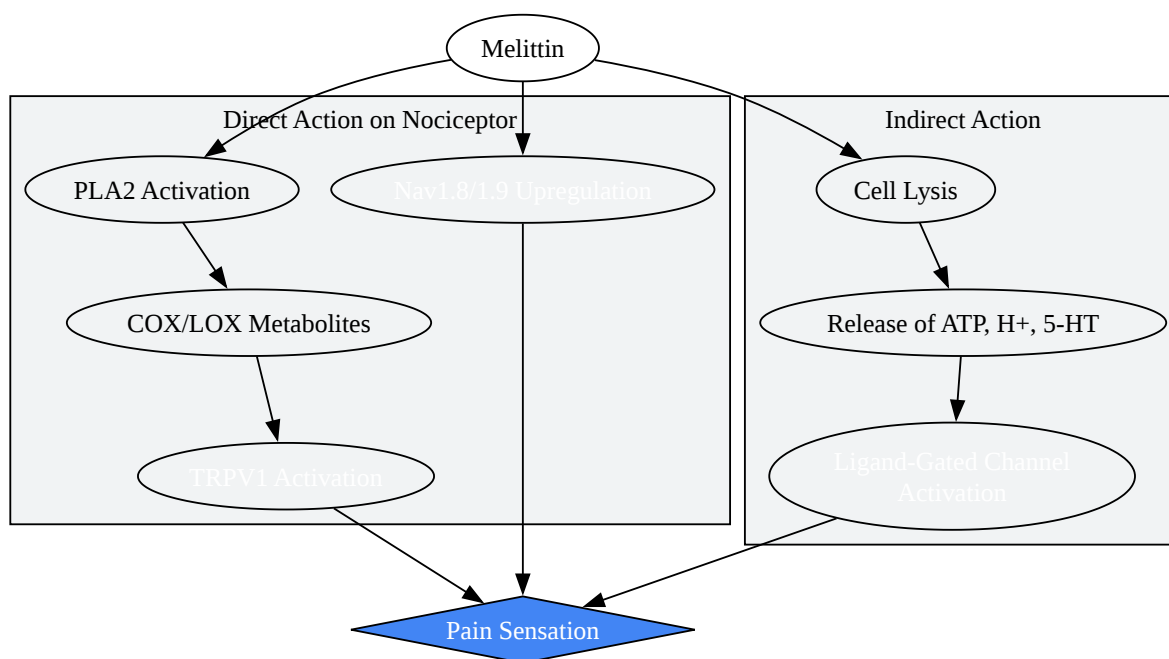 Melittin
Direct Action on Nociceptor
Indirect Action
PLA2 Activation
Nav1.8/1.9 Upregulation
Cell Lysis
COX/LOX Metabolites
Release of ATP, H+, 5-HT
TRPV1 Activation
Ligand-Gated Channel
Activation
Pain Sensation